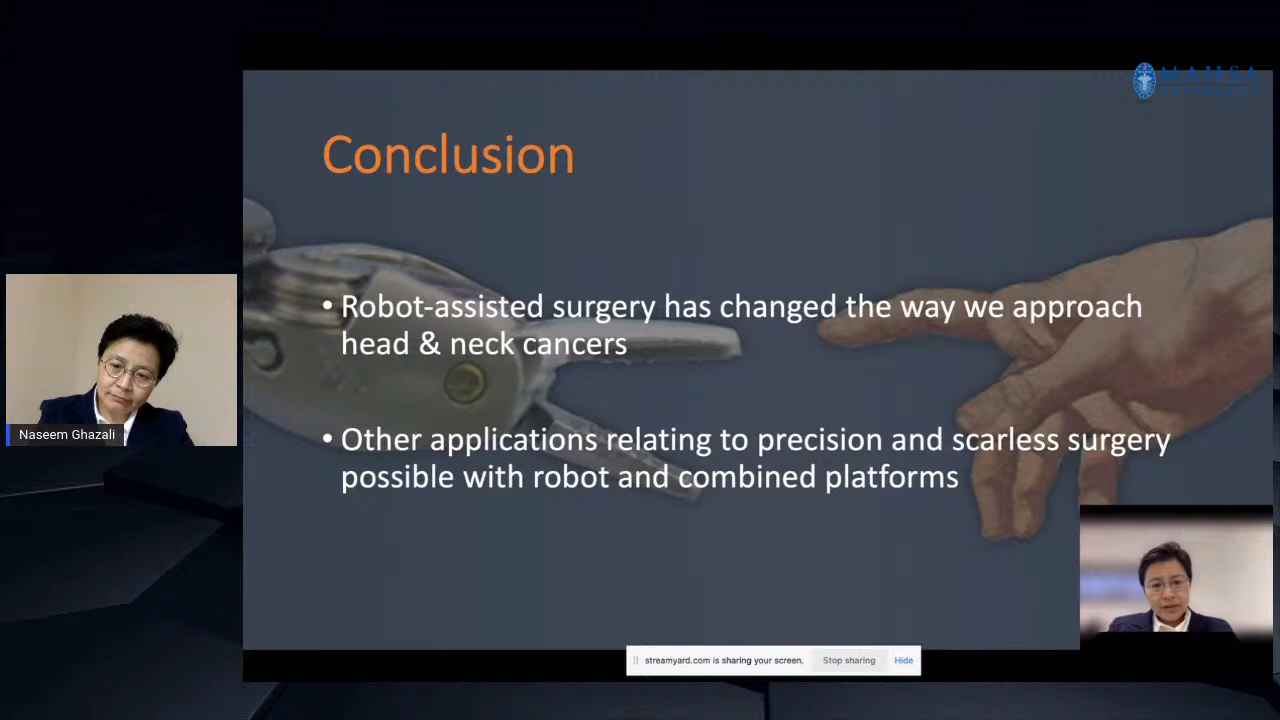 MAHSA
UNIVERSITY
Conclusion
• Robot-assisted surgery has changed the way we approach
head & neck cancers
• Other applications relating to precision and scarless surgery
possible with robot and combined platforms
Naseem Ghazali
streamyard.com is sharing your screen.
Stop sharing
Hide